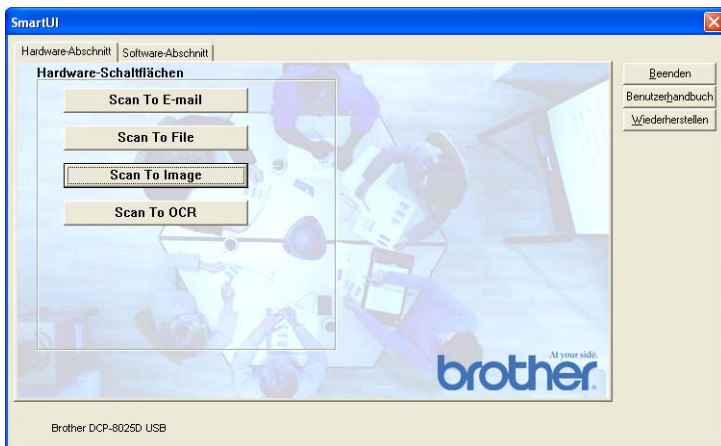 SmartUI
Hardware-Abschnitt Software-Abschnitt
Hardware-Schaltflächen
Scan To E-mail
Scan To File
Scan To Image
Scan To OCR
Beenden
Benutzerhandbuch
Wiederherstellen
At your side.
brother
Brother DCP-8025D USB